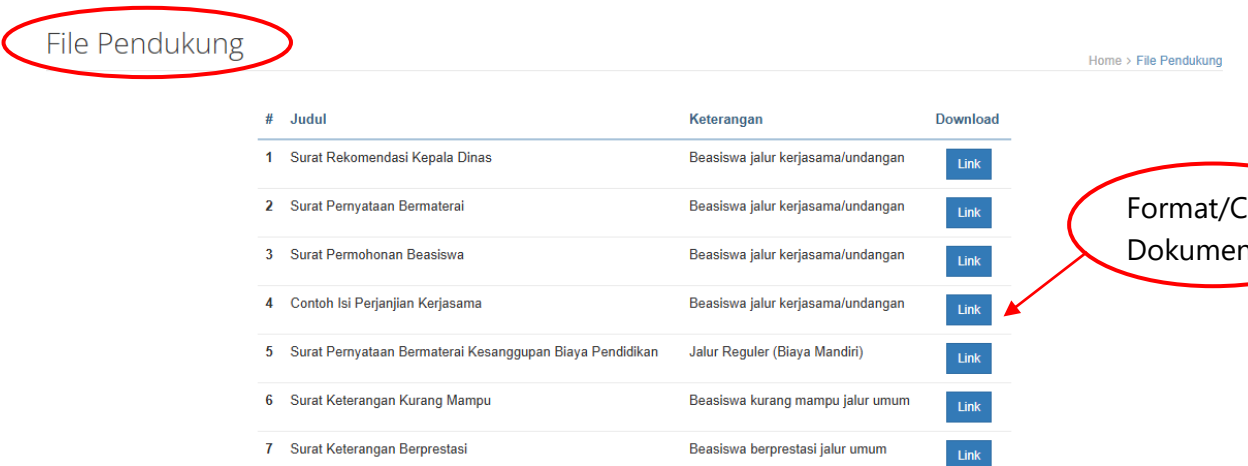 File Pendukung
Home > File Pendukung
# Judul Keterangan Download
1 Surat Rekomendasi Kepala Dinas Beasiswa jalur kerjasama/undangan Link
2 Surat Pernyataan Bermaterai Beasiswa jalur kerjasama/undangan Link
3 Surat Permohonan Beasiswa Beasiswa jalur kerjasama/undangan Link
4 Contoh Isi Perjanjian Kerjasama Beasiswa jalur kerjasama/undangan Link
5 Surat Pernyataan Bermaterai Kesanggupan Biaya Pendidikan Jalur Reguler (Biaya Mandiri) Link
6 Surat Keterangan Kurang Mampu Beasiswa kurang mampu jalur umum Link
7 Surat Keterangan Berprestasi Beasiswa berprestasi jalur umum Link
Format/C
Dokumen